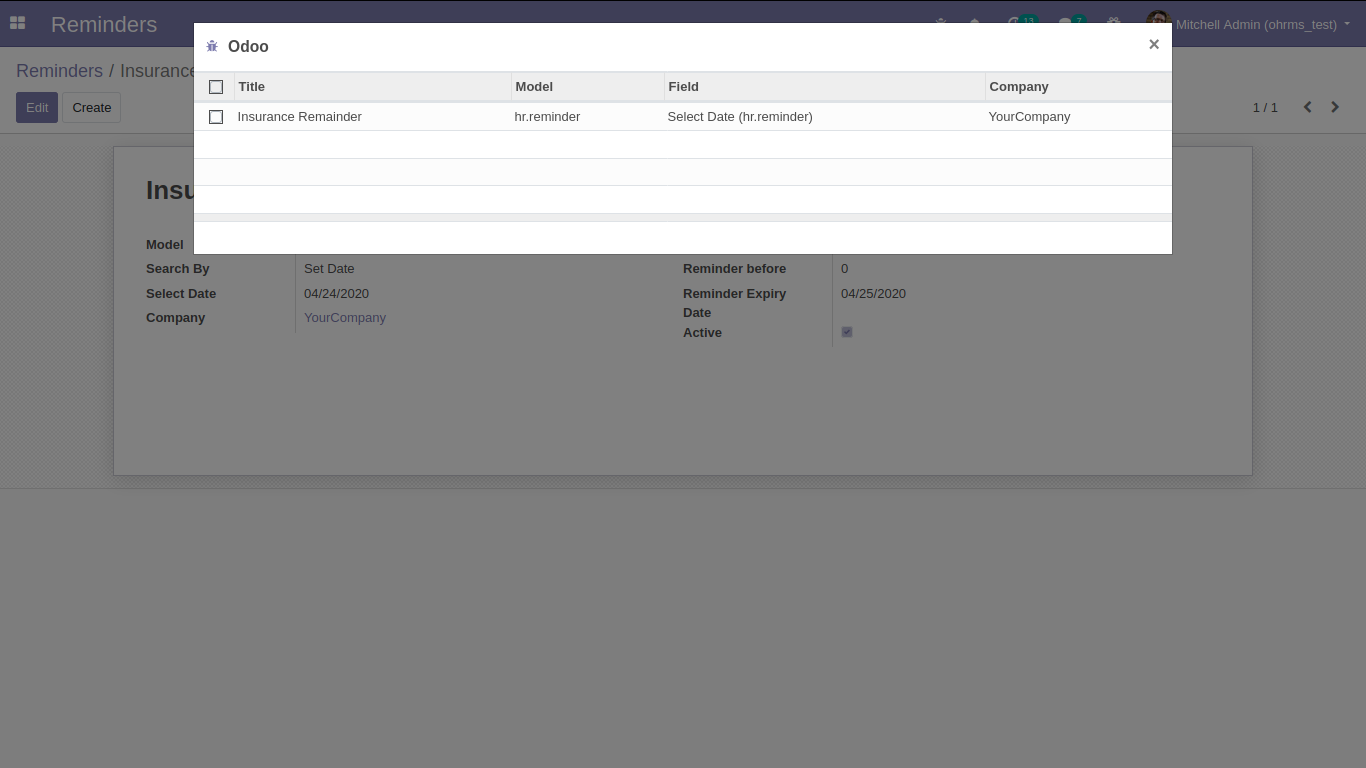 Reminders
13
7
Mitchell Admin (ohrms_test)
Odoo
×
Reminders / Insurance
Edit
Create
1 / 1
Title
Model
Field
Company
Insurance Remainder
hr.reminder
Select Date (hr.reminder)
YourCompany
Insu
Model
Search By
Set Date
Reminder before
0
Select Date
04/24/2020
Reminder Expiry
Date
04/25/2020
Company
YourCompany
Active